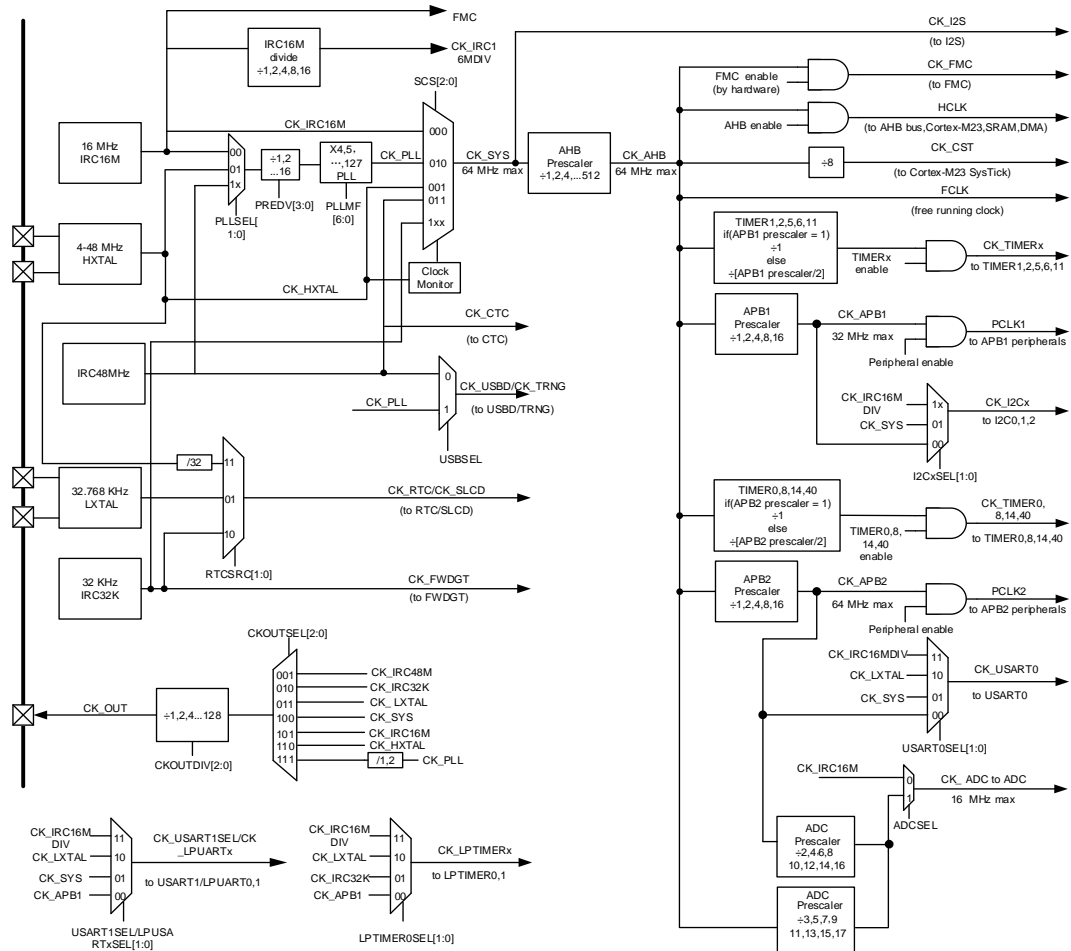 FMC
IRC16M
divide
÷1,2,4,8,16
CK_IRC1
6MDIV
SCS[2:0]
16 MHz
IRC16M
CK_IRC16M
000
00
01
1x
÷1,2
...16
X4,5,
...,127
PLL
CK_PLL
010
001
011
1xx
CK_SYS
64 MHz max
PLLSEL[
1:0]
PREDV[3:0]
PLLMF
[6:0]
4-48 MHz
HXTAL
Clock
Monitor
CK_HXTAL
CK_CTC
(to CTC)
IRC48MHz
CK_PLL
0
1
CK_USBD/CK_TRNG
(to USBD/TRNG)
USBSEL
/32
11
01
10
32.768 KHz
LXTAL
CK_RTC/CK_SLCD
(to RTC/SLCD)
RTCSRC[1:0]
32 KHz
IRC32K
CK_FWDGT
(to FWDGT)
CKOUTSEL[2:0]
001
010
011
100
101
110
111
CK_IRC48M
CK_IRC32K
CK_LXTAL
CK_SYS
CK_IRC16M
CK_HXTAL
/1,2
CK_PLL
CK_OUT
÷1,2,4...128
CKOUTDIV[2:0]
CK_IRC16M
DIV
CK_LXTAL
CK_SYS
CK_APB1
11
10
01
00
CK_USART1SEL/CK
_LPUARTx
to USART1/LPUART0,1
USART1SEL/LPUSA
RTxSEL[1:0]
CK_IRC16M
DIV
CK_LXTAL
CK_IRC32K
CK_APB1
11
10
01
00
CK_LPTIMERx
to LPTIMER0,1
LPTIMER0SEL[1:0]
CK_I2S
(to I2S)
FMC enable
(by hardware)
CK_FMC
(to FMC)
AHB enable
HCLK
(to AHB bus,Cortex-M23,SRAM,DMA)
AHB
Prescaler
÷1,2,4,...512
CK_AHB
64 MHz max
÷8
CK_CST
(to Cortex-M23 SysTick)
FCLK
(free running clock)
TIMER1,2,5,6,11
if(APB1 prescaler = 1)
÷1
else
÷[APB1 prescaler/2]
TIMERx
enable
CK_TIMERx
to TIMER1,2,5,6,11
APB1
Prescaler
÷1,2,4,8,16
CK_APB1
32 MHz max
Peripheral enable
PCLK1
to APB1 peripherals
CK_IRC16M
DIV
CK_SYS
1x
01
00
CK_I2Cx
to I2C0,1,2
I2CxSEL[1:0]
TIMER0,8,14,40
if(APB2 prescaler = 1)
÷1
else
÷[APB2 prescaler/2]
TIMER0,8,
14,40
enable
CK_TIMER0,
8,14,40
to TIMER0,8,14,40
APB2
Prescaler
÷1,2,4,8,16
CK_APB2
64 MHz max
Peripheral enable
PCLK2
to APB2 peripherals
CK_IRC16MDIV
CK_LXTAL
CK_SYS
11
10
01
00
CK_USART0
to USART0
USART0SEL[1:0]
CK_IRC16M
0
1
CK_ ADC to ADC
16 MHz max
ADCSEL
ADC
Prescaler
÷2,4,6,8
10,12,14,16
ADC
Prescaler
÷3,5,7,9
11,13,15,17